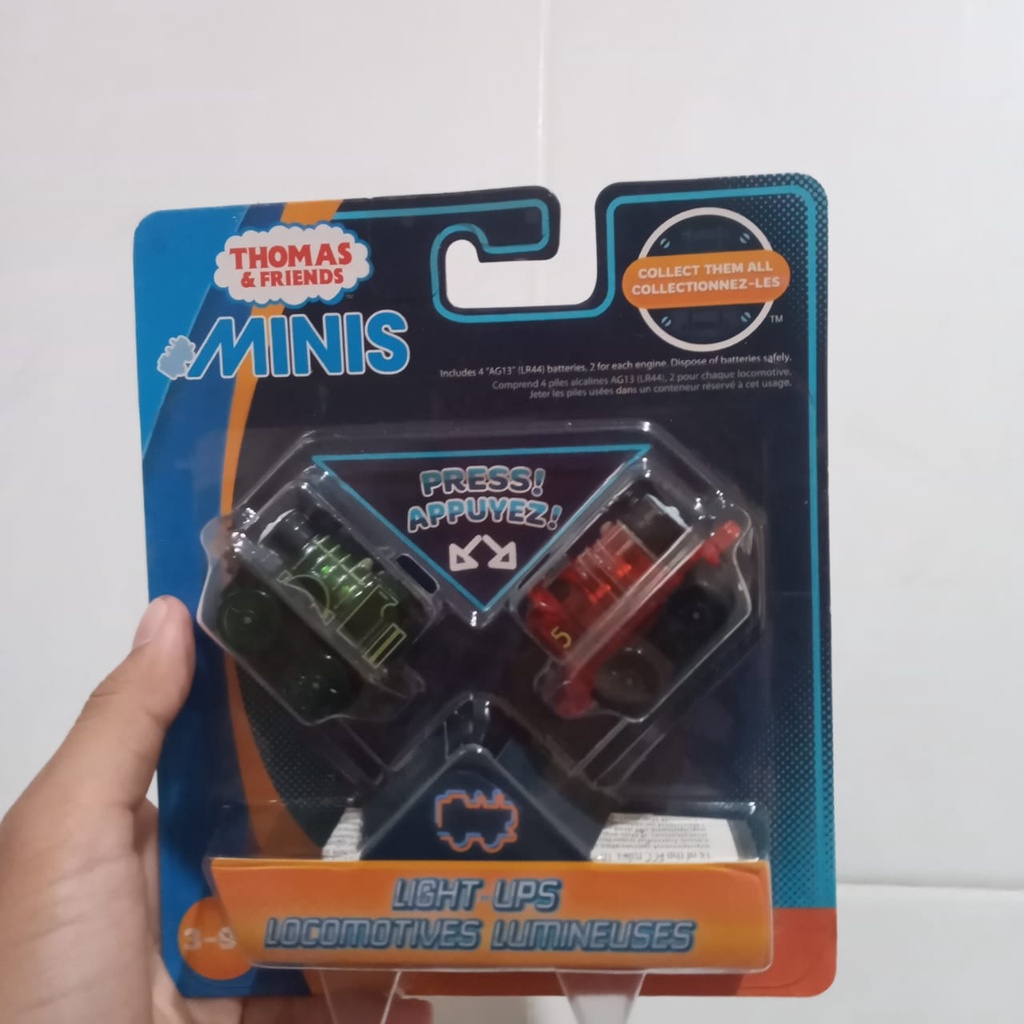 THOMAS
& FRIENDS
MINIS
COLLECT THEM ALL
COLLECTIONNEZ-LES
TM
Includes 4 "AG13" (LR44) batteries, 2 for each engine. Dispose of batteries safely.
Comprend 4 piles alcalines AG13 (LR44), 2 pour chaque locomotive.
Jeter les piles usées dans un conteneur réservé à cet usage.
PRESS!
APPUYEZ!
5
LIGHT-UPS
LOCOMOTIVES LUMINEUSES
3-9